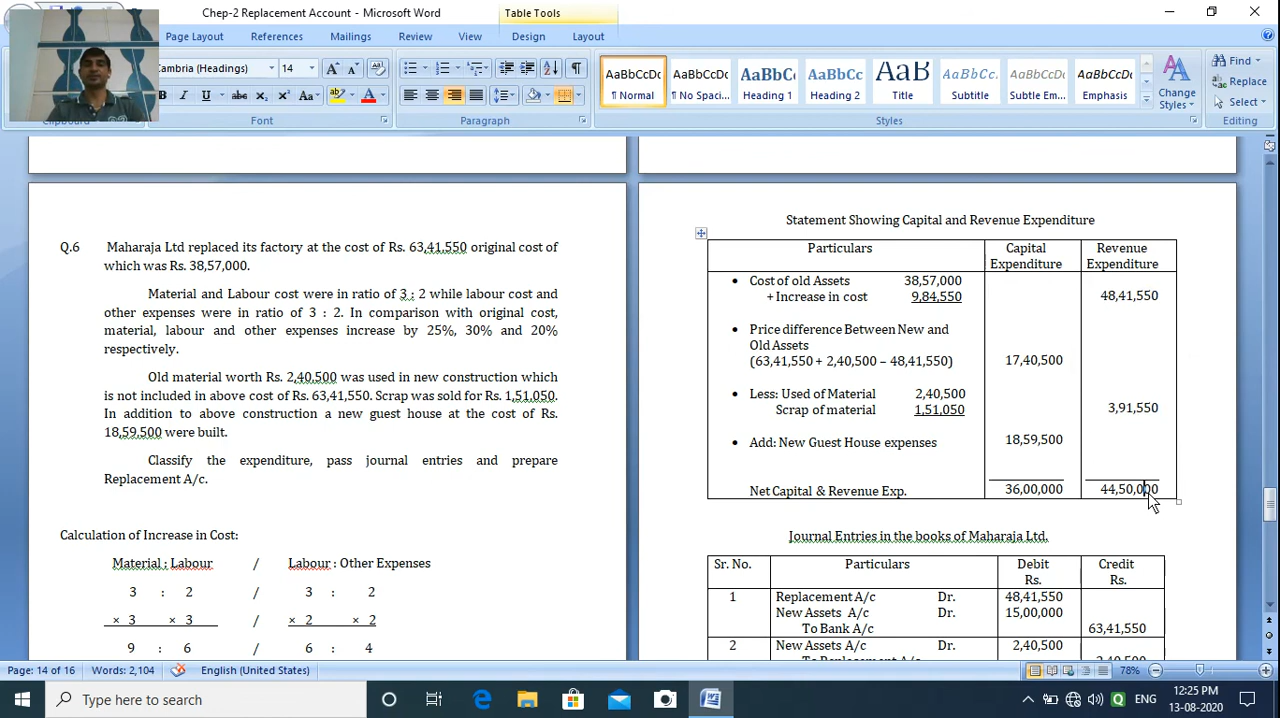 Chep-2 Replacement Account - Microsoft Word
Table Tools
Page Layout References Mailings Review View Design Layout
Cambria (Headings) 14
Font Paragraph Styles Editing
AaBbCcDc AaBbCcDc AaBbC AaBbCc AaB AaBbCc. AaBbCcDc AaBbCcDc
¶ Normal ¶ No Spaci... Heading 1 Heading 2 Title Subtitle Subtle Em... Emphasis
Change Styles
Find
Replace
Select
Q.6 Maharaja Ltd replaced its factory at the cost of Rs. 63,41,550 original cost of
which was Rs. 38,57,000.
Material and Labour cost were in ratio of 3 : 2 while labour cost and
other expenses were in ratio of 3 : 2. In comparison with original cost,
material, labour and other expenses increase by 25%, 30% and 20%
respectively.
Old material worth Rs. 2,40,500 was used in new construction which
is not included in above cost of Rs. 63,41,550. Scrap was sold for Rs. 1,51,050.
In addition to above construction a new guest house at the cost of Rs.
18,59,500 were built.
Classify the expenditure, pass journal entries and prepare
Replacement A/c.
Calculation of Increase in Cost:
Material : Labour / Labour : Other Expenses
3 : 2 / 3 : 2
× 3 × 3 / × 2 × 2
9 : 6 / 6 : 4
Statement Showing Capital and Revenue Expenditure
Particulars Capital Revenue
Expenditure Expenditure
• Cost of old Assets 38,57,000
+ Increase in cost 9,84,550 48,41,550
• Price difference Between New and
Old Assets
(63,41,550 + 2,40,500 – 48,41,550) 17,40,500
• Less: Used of Material 2,40,500
Scrap of material 1,51,050 3,91,550
• Add: New Guest House expenses 18,59,500
Net Capital & Revenue Exp. 36,00,000 44,50,000
Journal Entries in the books of Maharaja Ltd.
Sr. No. Particulars Debit Credit
Rs. Rs.
1 Replacement A/c Dr. 48,41,550
New Assets A/c Dr. 15,00,000
To Bank A/c 63,41,550
2 New Assets A/c Dr. 2,40,500
Page: 14 of 16 Words: 2,104 English (United States) 78%
Type here to search
ENG
12:25 PM
13-08-2020